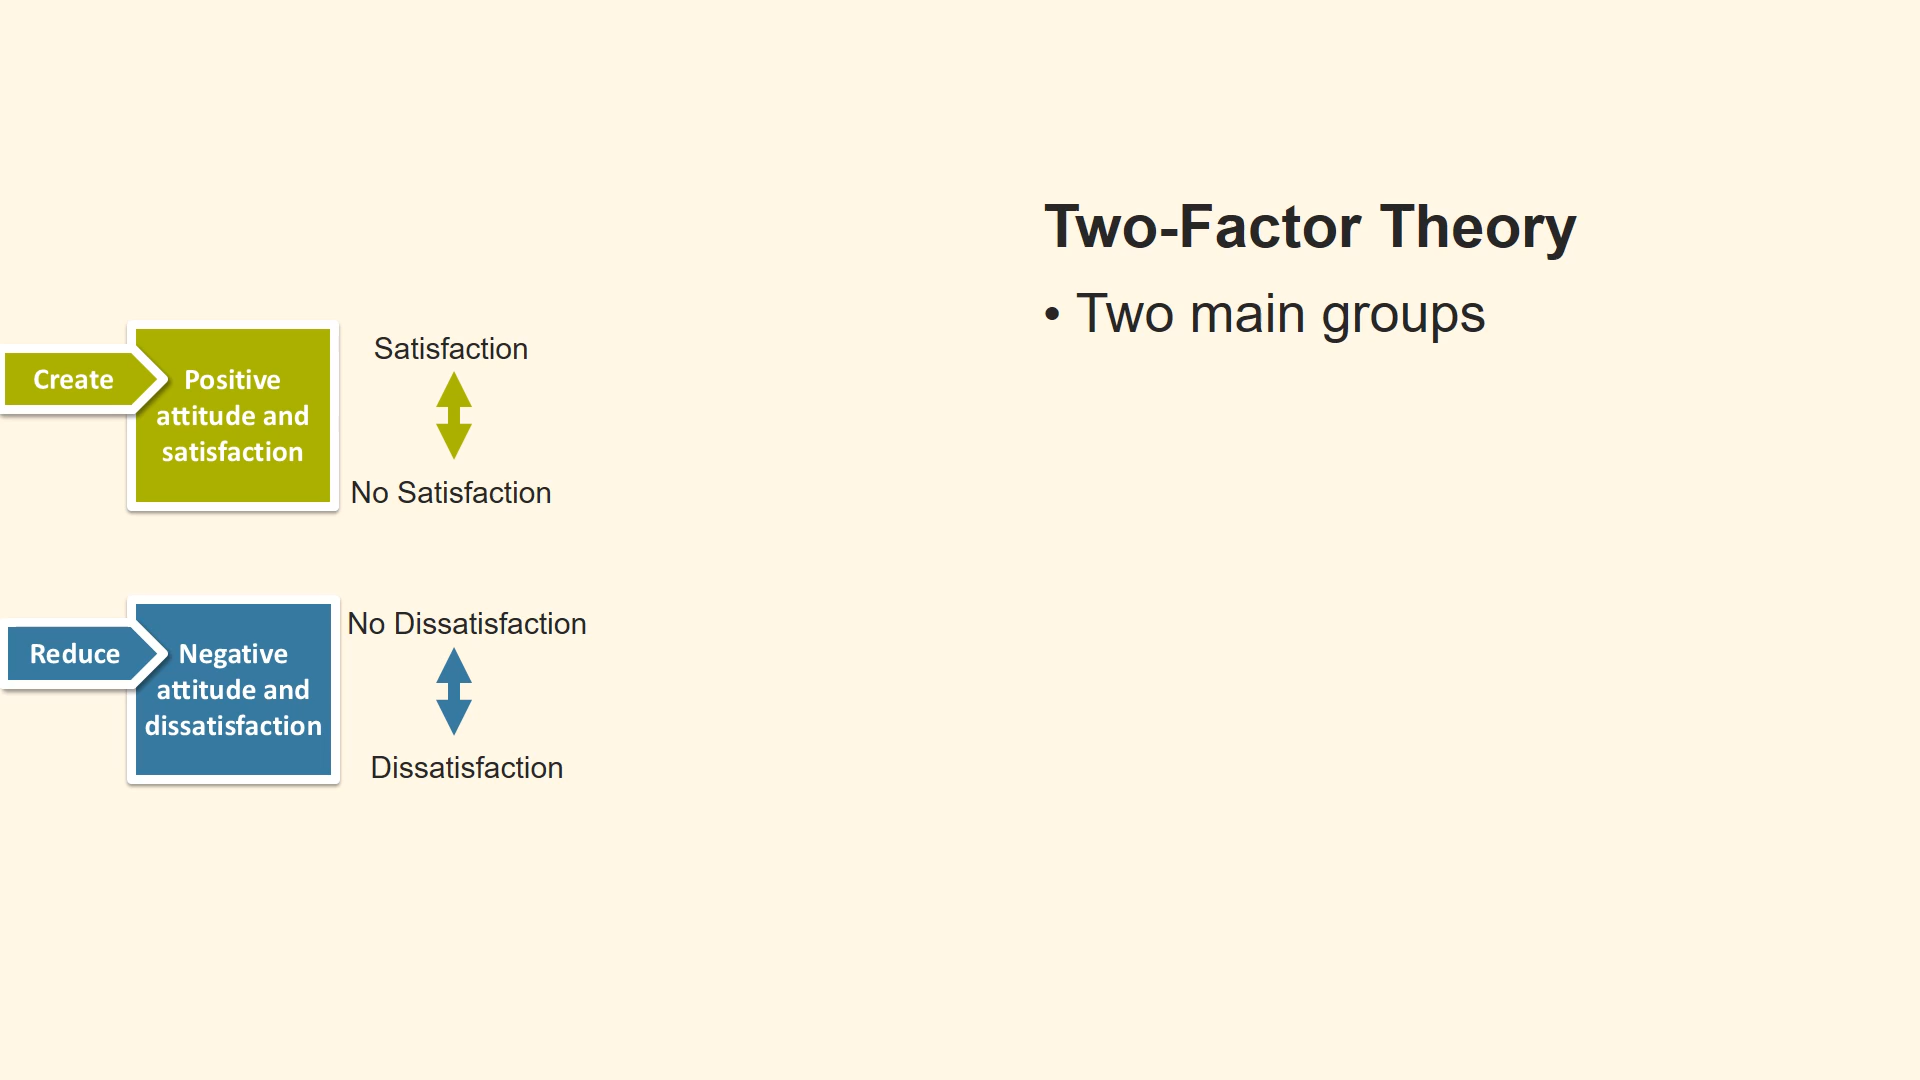 Two-Factor Theory
• Two main groups
Create
Positive
attitude and
satisfaction
Satisfaction
No Satisfaction
Reduce
Negative
attitude and
dissatisfaction
No Dissatisfaction
Dissatisfaction